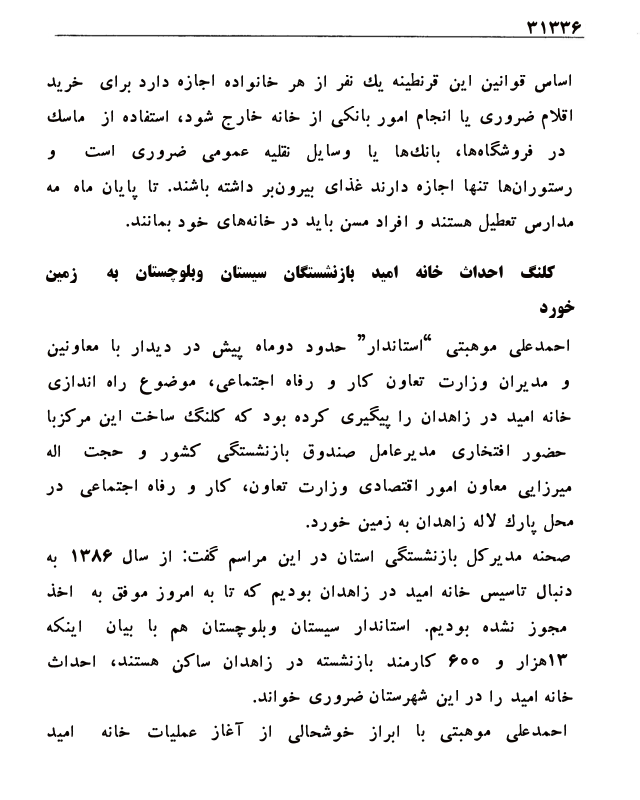 ۳۱۳۳۶
اساس قوانین این قرنطینه یك نفر از هر خانواده اجازه دارد برای خرید
اقلام ضروری یا انجام امور بانکی از خانه خارج شود، استفاده از ماسك
در فروشگاه‌ها، بانك‌ها یا وسایل نقلیه عمومی ضروری است و
رستوران‌ها تنها اجازه دارند غذای بیرون‌بر داشته باشند. تا پایان ماه مه
مدارس تعطیل هستند و افراد مسن باید در خانه‌های خود بمانند.
کلنگ احداث خانه امید بازنشستگان سیستان وبلوچستان به زمین
خورد
احمدعلی موهبتی “استاندار” حدود دوماه پیش در دیدار با معاونین
و مدیران وزارت تعاون کار و رفاه اجتماعی، موضوع راه اندازی
خانه امید در زاهدان را پیگیری کرده بود که کلنگ ساخت این مرکزبا
حضور افتخاری مدیرعامل صندوق بازنشستگی کشور و حجت اله
میرزایی معاون امور اقتصادی وزارت تعاون، کار و رفاه اجتماعی در
محل پارك لاله زاهدان به زمین خورد.
صحنه مدیرکل بازنشستگی استان در این مراسم گفت: از سال ۱۳۸۶ به
دنبال تاسیس خانه امید در زاهدان بودیم که تا به امروز موفق به اخذ
مجوز نشده بودیم. استاندار سیستان وبلوچستان هم با بیان اینکه
۱۳هزار و ۶۰۰ کارمند بازنشسته در زاهدان ساکن هستند، احداث
خانه امید را در این شهرستان ضروری خواند.
احمدعلی موهبتی با ابراز خوشحالی از آغاز عملیات خانه امید